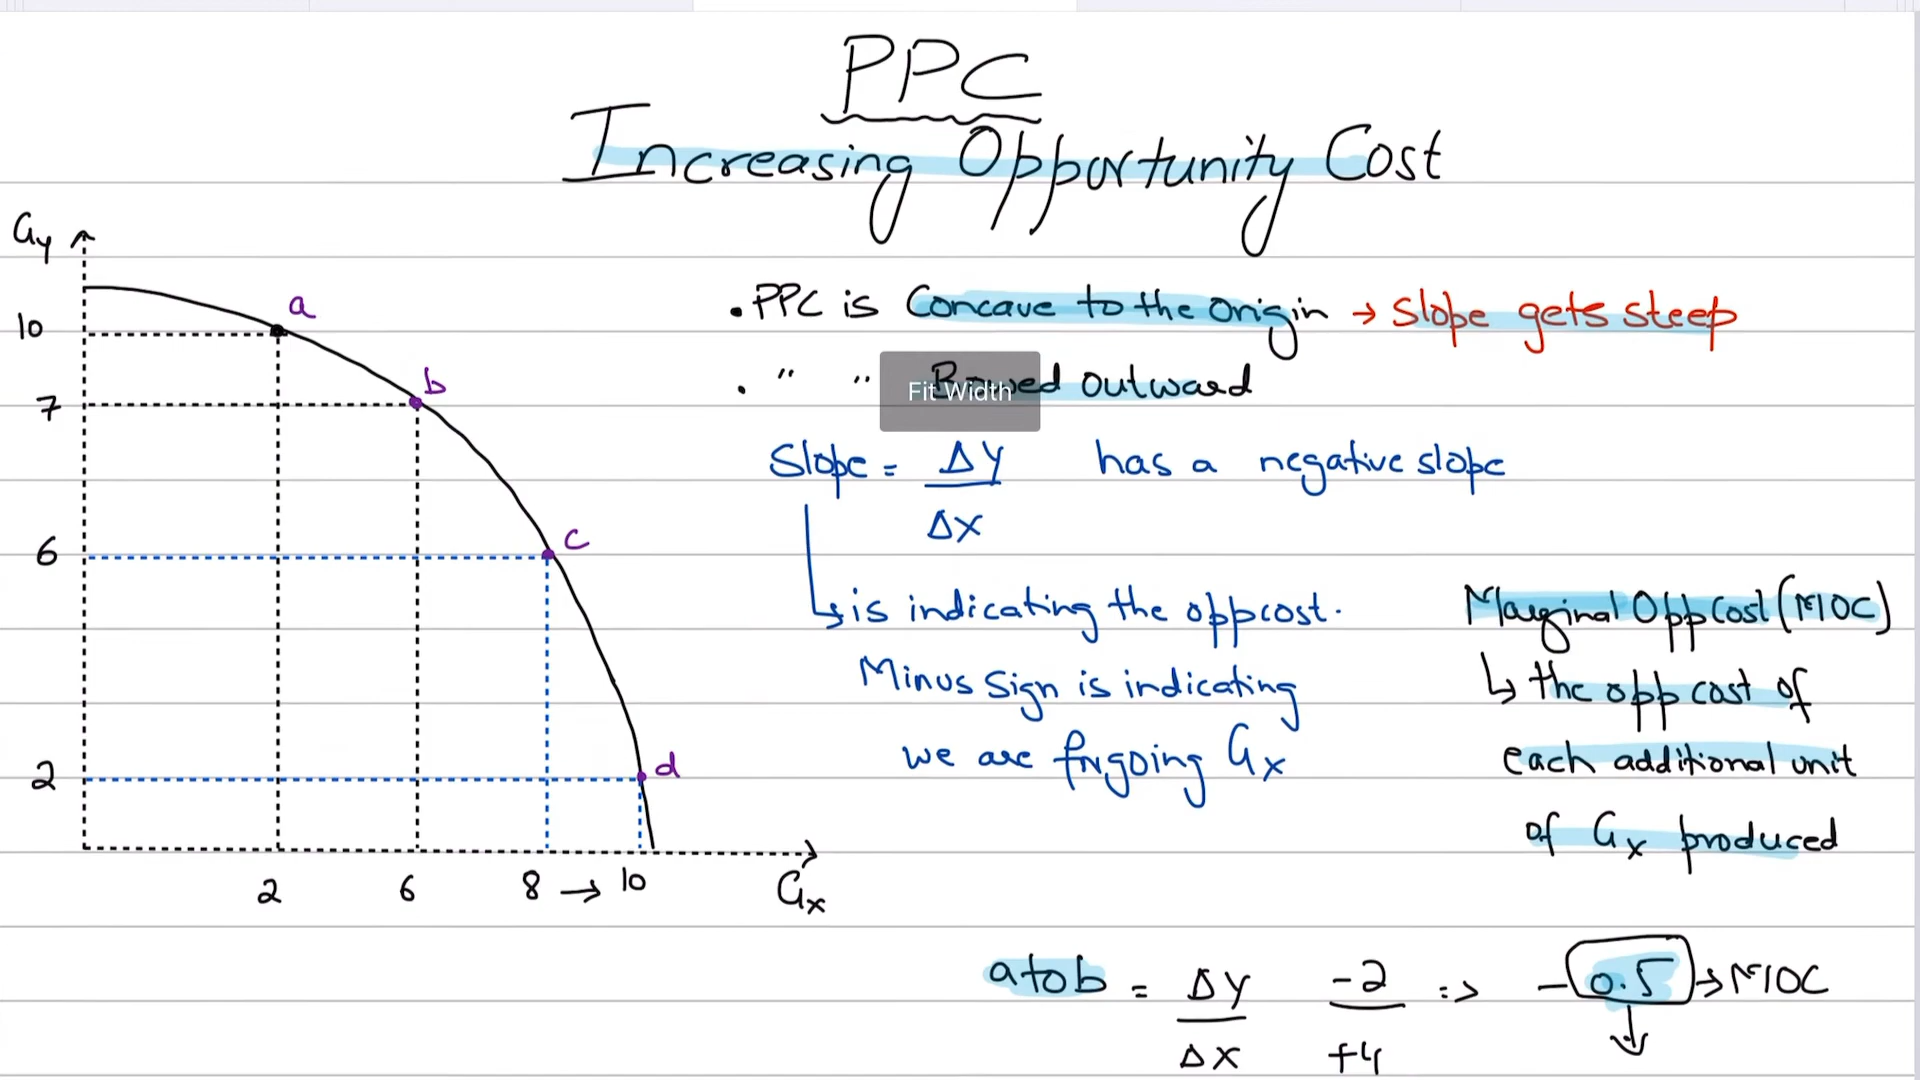 PPC
Increasing Opportunity Cost
Gy
a
10
b
7
c
6
d
2
2 6 8 → 10 Gx
• PPC is Concave to the Origin → Slope gets steep
• " " Bowed outward
Fit Width
Slope = ΔY has a negative slope
ΔX
↳ is indicating the opp cost.
Minus Sign is indicating
we are forgoing Gx
Marginal Opp Cost (MOC)
↳ the opp cost of
each additional unit
of Gx produced
a to b = ΔY -2 => - 0.5 → MOC
ΔX +4 ↓